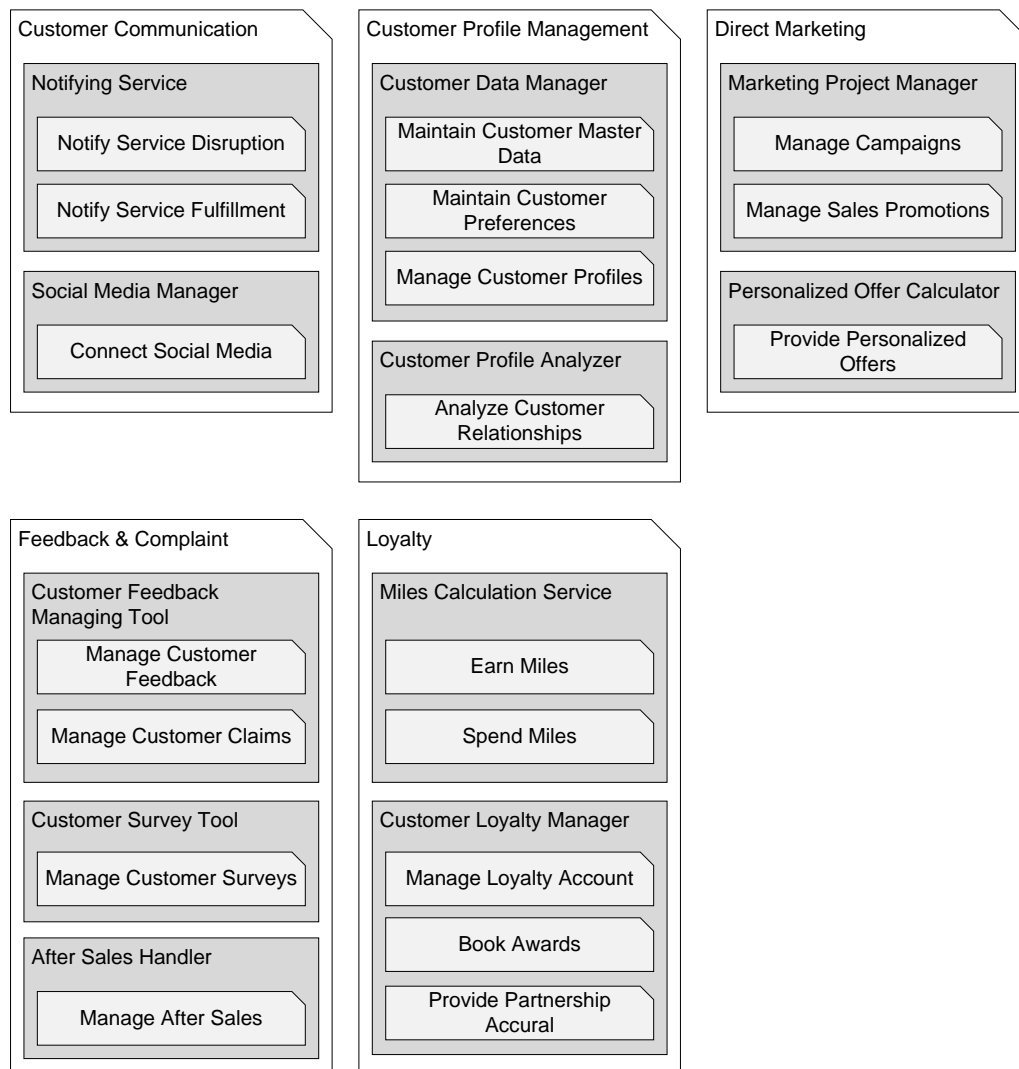 Customer Communication
Notifying Service
Notify Service Disruption
Notify Service Fulfillment
Social Media Manager
Connect Social Media
Customer Profile Management
Customer Data Manager
Maintain Customer Master
Data
Maintain Customer
Preferences
Manage Customer Profiles
Customer Profile Analyzer
Analyze Customer
Relationships
Direct Marketing
Marketing Project Manager
Manage Campaigns
Manage Sales Promotions
Personalized Offer Calculator
Provide Personalized
Offers
Feedback & Complaint
Customer Feedback
Managing Tool
Manage Customer
Feedback
Manage Customer Claims
Customer Survey Tool
Manage Customer Surveys
After Sales Handler
Manage After Sales
Loyalty
Miles Calculation Service
Earn Miles
Spend Miles
Customer Loyalty Manager
Manage Loyalty Account
Book Awards
Provide Partnership
Accural